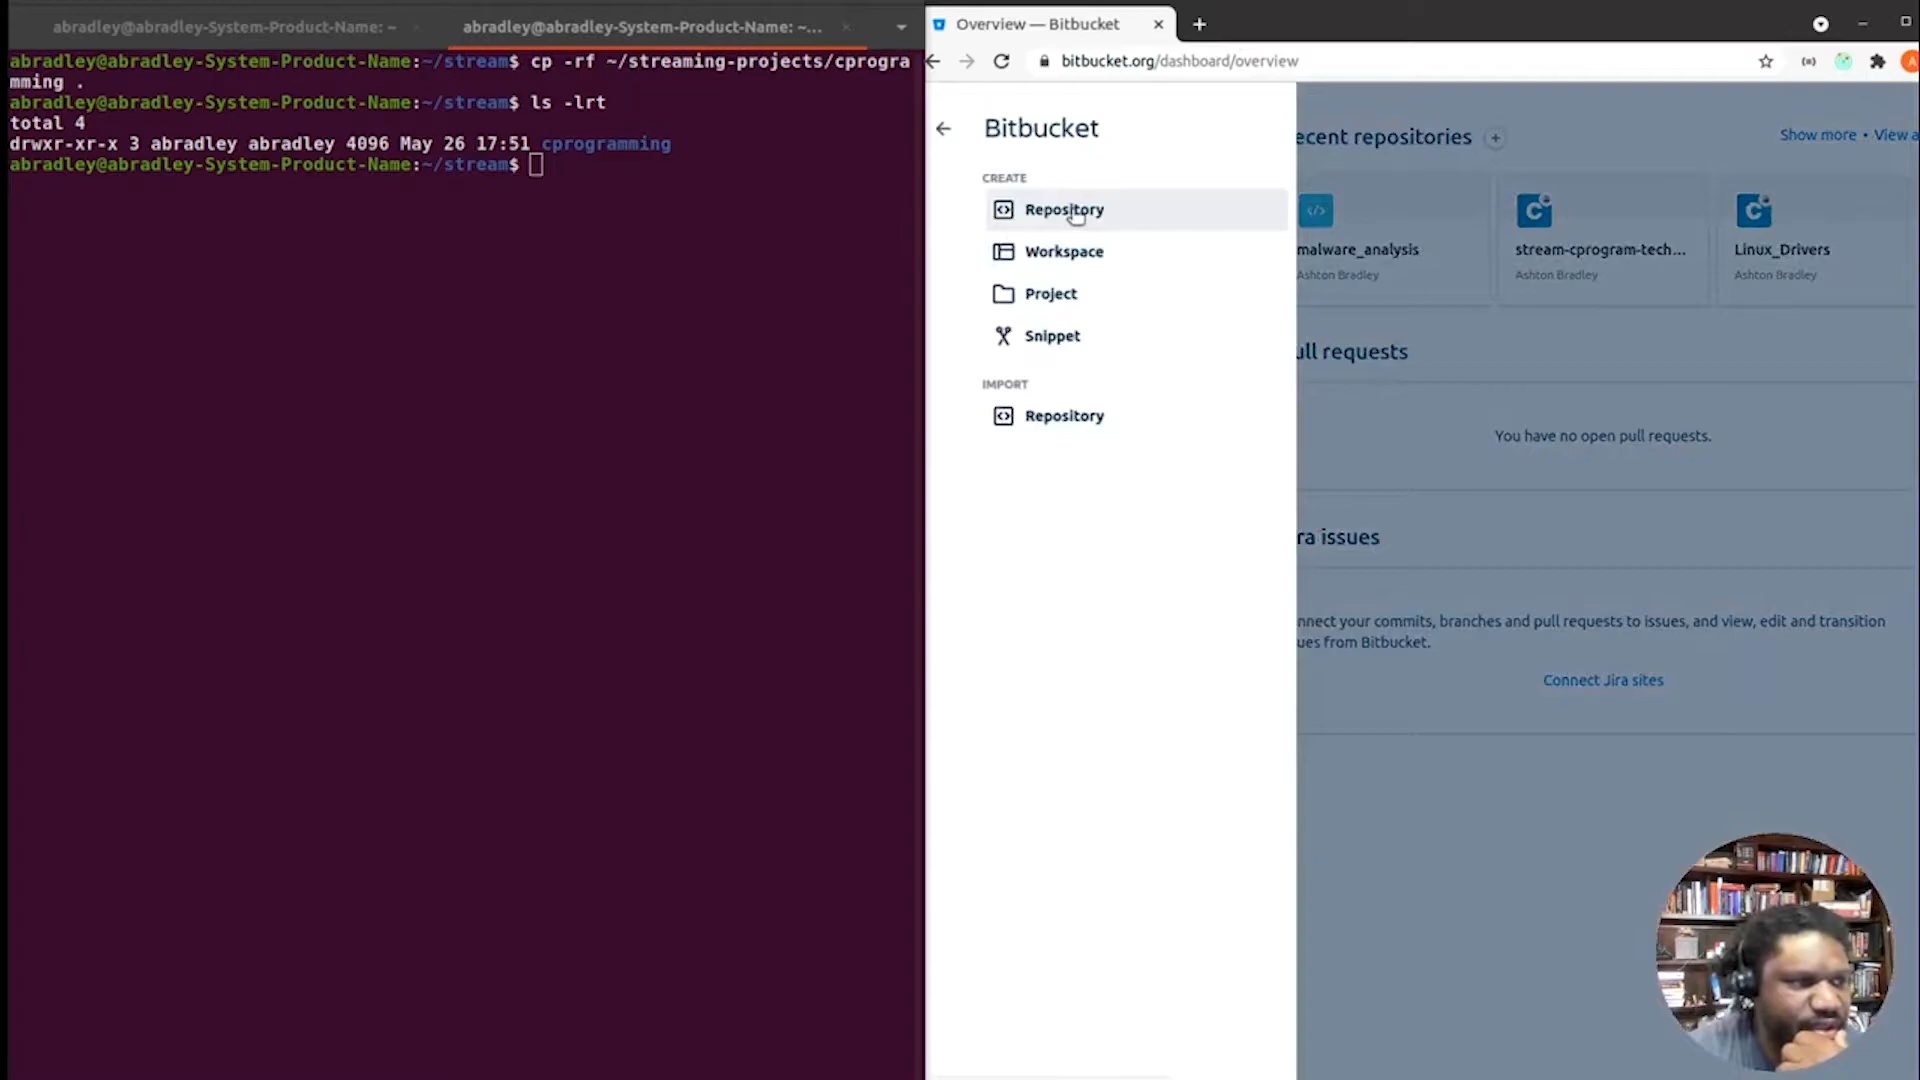 abradley@abradley-System-Product-Name: ~
abradley@abradley-System-Product-Name: ~...
abradley@abradley-System-Product-Name:~/stream$ cp -rf ~/streaming-projects/cprogra
mming .
abradley@abradley-System-Product-Name:~/stream$ ls -lrt
total 4
drwxr-xr-x 3 abradley abradley 4096 May 26 17:51 cprogramming
abradley@abradley-System-Product-Name:~/stream$
Overview — Bitbucket
bitbucket.org/dashboard/overview
A
Bitbucket
CREATE
Repository
Workspace
Project
Snippet
IMPORT
Repository
ecent repositories
Show more • View a
malware_analysis
Ashton Bradley
stream-cprogram-tech...
Ashton Bradley
Linux_Drivers
Ashton Bradley
ull requests
You have no open pull requests.
ra issues
nnect your commits, branches and pull requests to issues, and view, edit and transition
ues from Bitbucket.
Connect Jira sites